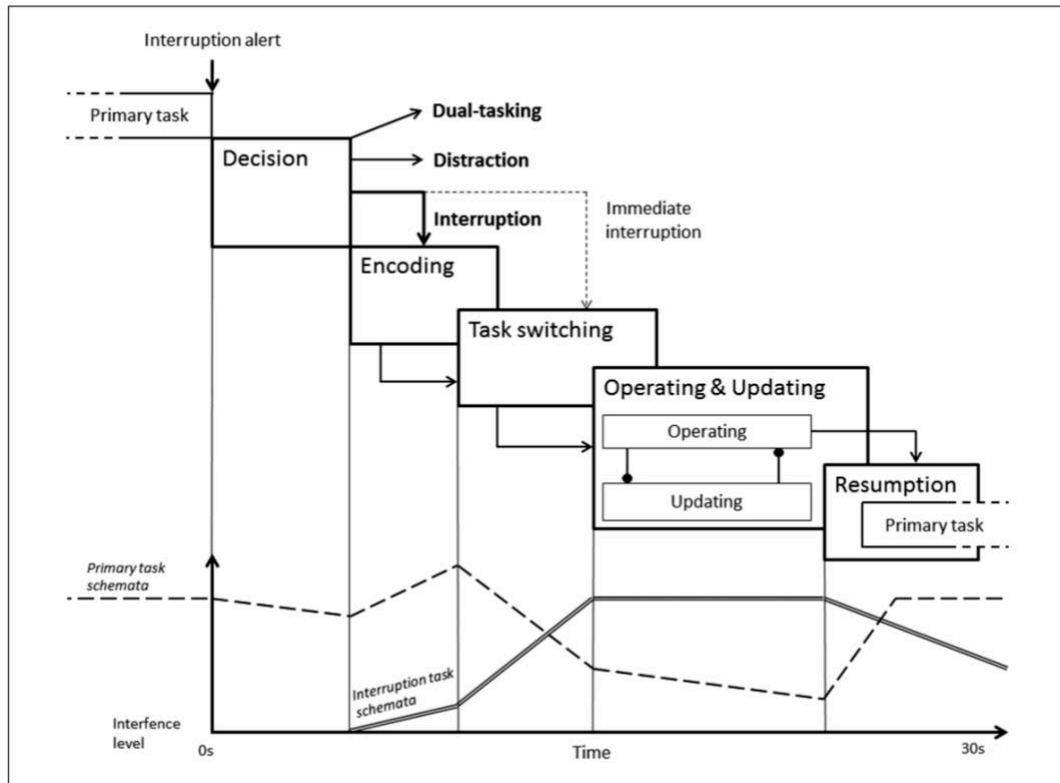 Interruption alert
Primary task
Dual-tasking
Decision
Distraction
Interruption
Immediate
interruption
Encoding
Task switching
Operating & Updating
Operating
Updating
Resumption
Primary task
Primary task
schemata
Interruption task
schemata
Interfence
level
0s
Time
30s